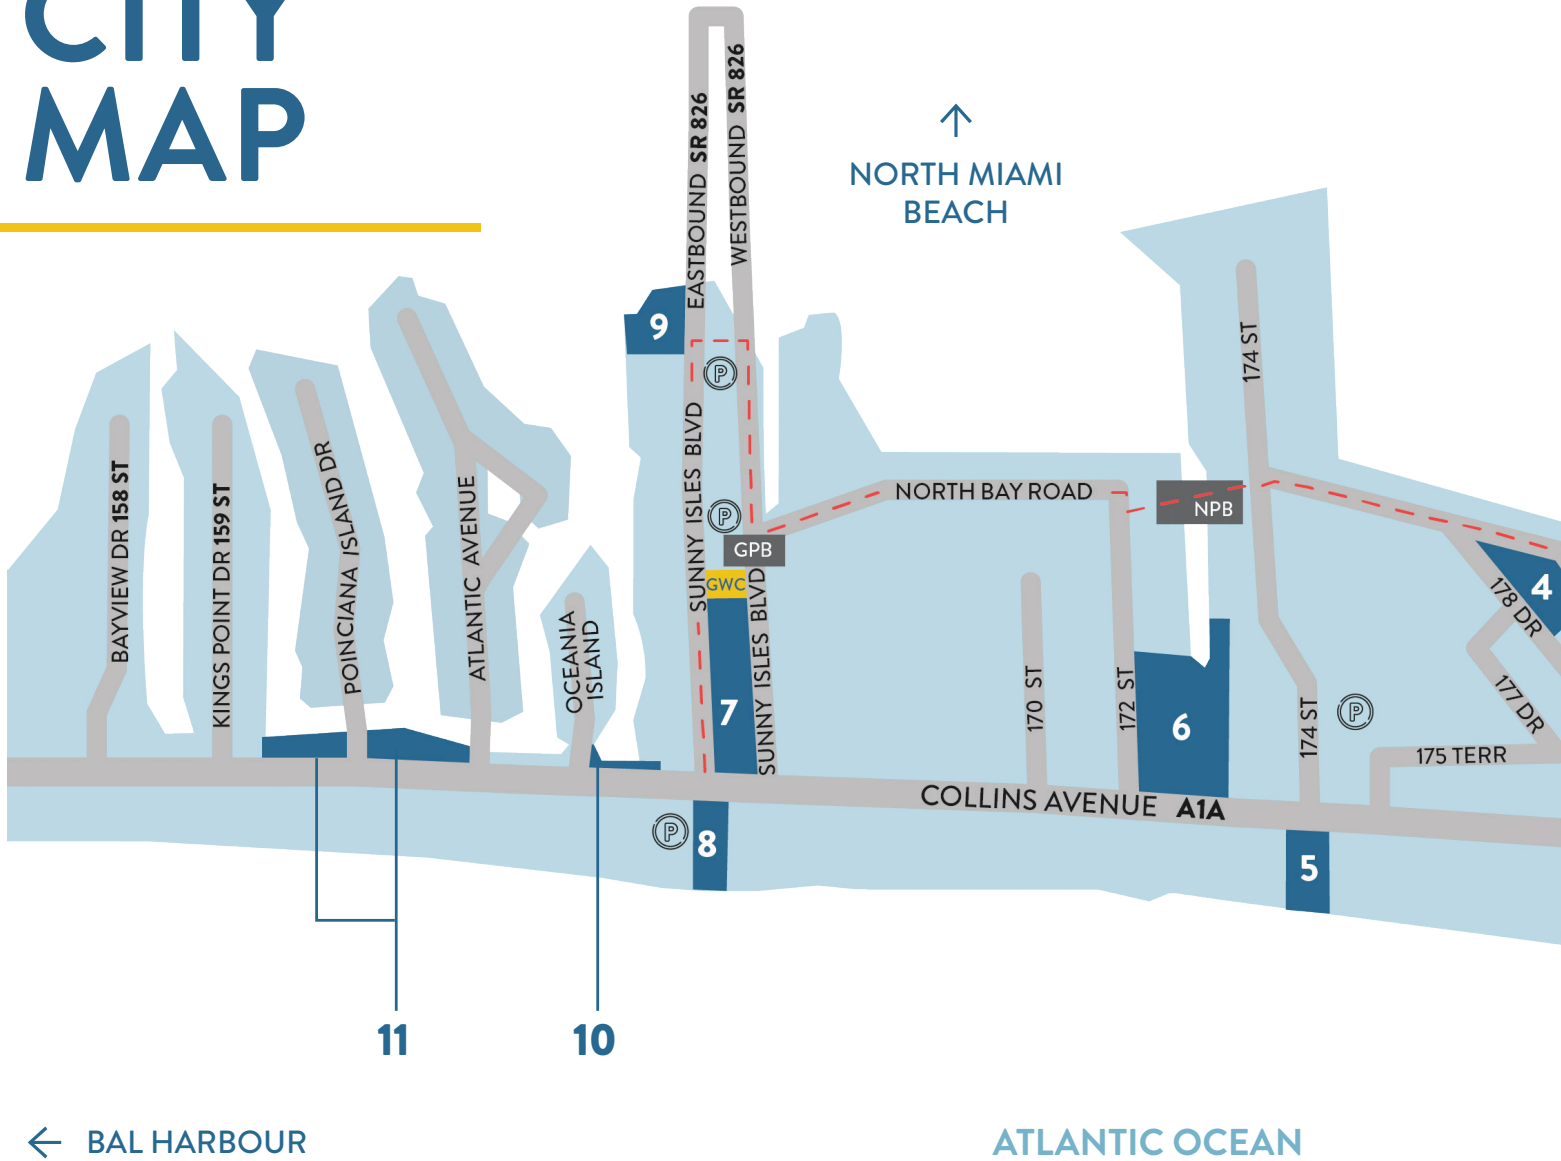 CITY
MAP
EASTBOUND SR 826
WESTBOUND SR 826
NORTH MIAMI
BEACH
9
P
174 ST
BAYVIEW DR 158 ST
KINGS POINT DR 159 ST
POINCIANA ISLAND DR
ATLANTIC AVENUE
OCEANIA
ISLAND
SUNNY ISLES BLVD
P
NORTH BAY ROAD
NPB
GPB
GWC
SUNNY ISLES BLVD
7
170 ST
172 ST
6
174 ST
P
4
178 DR
177 DR
175 TERR
COLLINS AVENUE A1A
P
8
5
11
10
BAL HARBOUR
ATLANTIC OCEAN